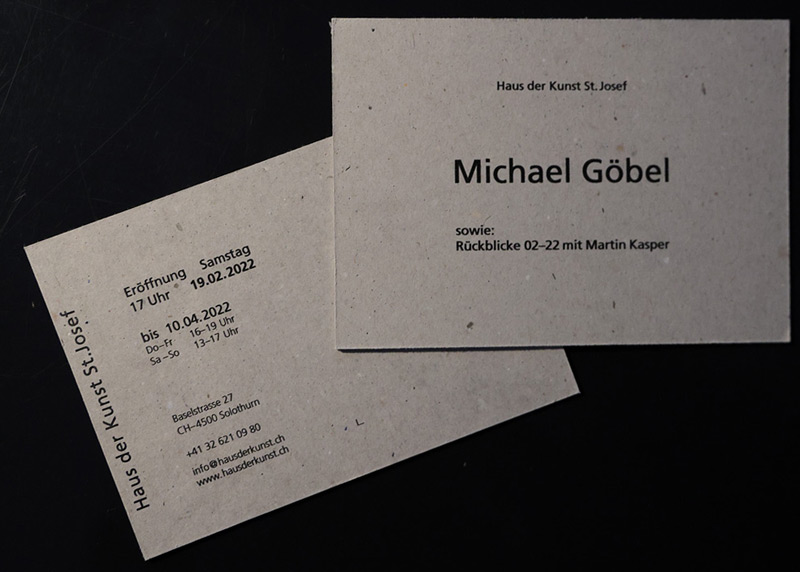 Haus der Kunst St. Josef
Michael Göbel
sowie:
Rückblicke 02–22 mit Martin Kasper
Haus der Kunst St. Josef
Eröffnung Samstag
17 Uhr 19.02.2022
bis 10.04.2022
Do–Fr 16–19 Uhr
Sa–So 13–17 Uhr
Baselstrasse 27
CH–4500 Solothurn
+41 32 621 09 80
info@hausderkunst.ch
www.hausderkunst.ch